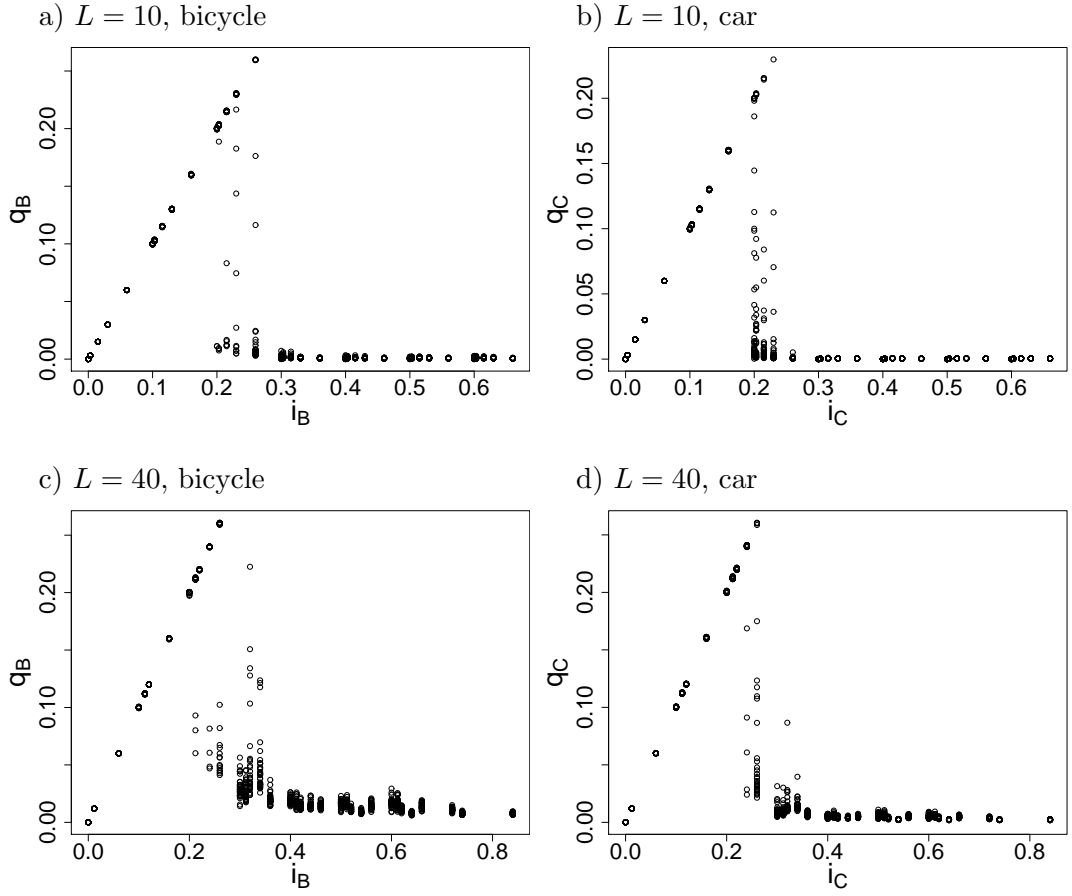 a) L = 10, bicycle
q_B
0.00 0.10 0.20
0.0 0.1 0.2 0.3 0.4 0.5 0.6
i_B
b) L = 10, car
q_C
0.00 0.05 0.10 0.15 0.20
0.0 0.1 0.2 0.3 0.4 0.5 0.6
i_C
c) L = 40, bicycle
q_B
0.00 0.10 0.20
0.0 0.2 0.4 0.6 0.8
i_B
d) L = 40, car
q_C
0.00 0.10 0.20
0.0 0.2 0.4 0.6 0.8
i_C